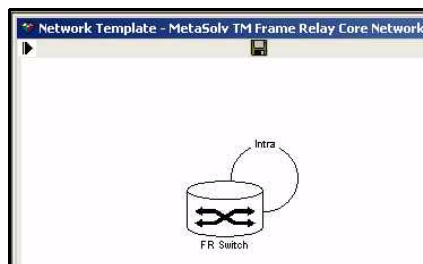 Network Template - MetaSolv TM Frame Relay Core Network
Intra
FR Switch